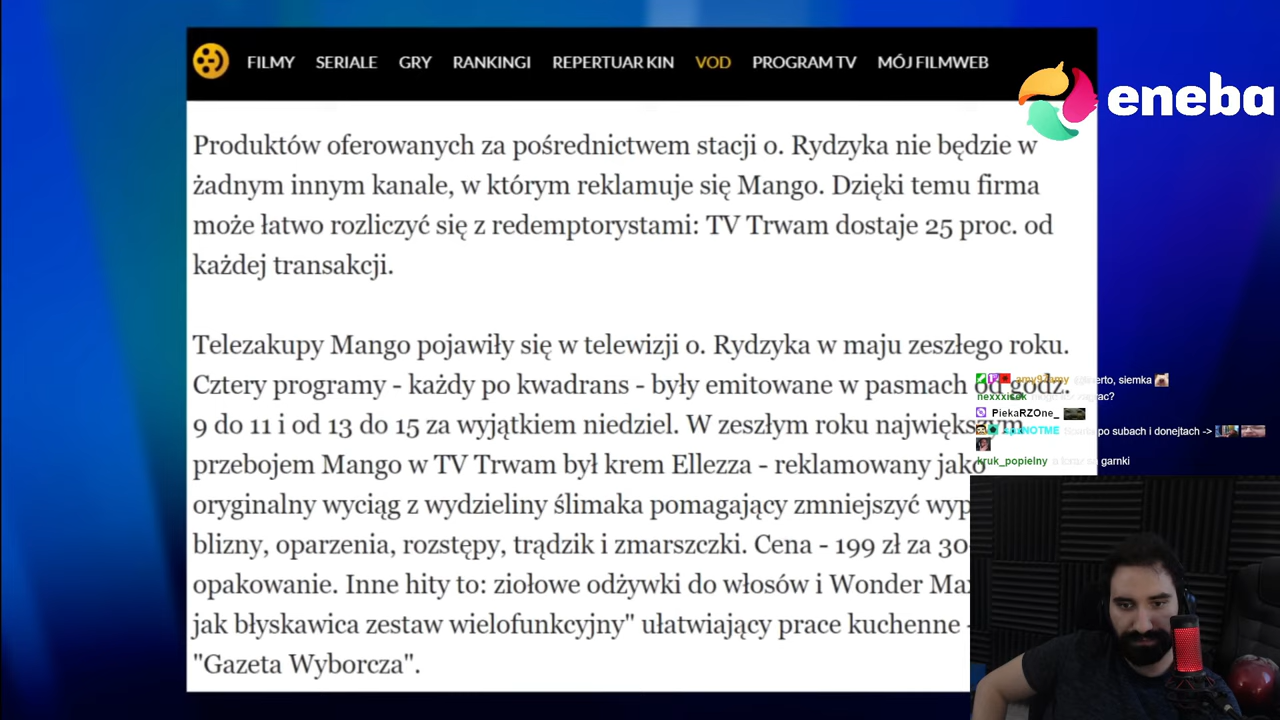 FILMY SERIALE GRY RANKINGI REPERTUAR KIN VOD PROGRAM TV MÓJ FILMWEB
eneba
Produktów oferowanych za pośrednictwem stacji o. Rydzyka nie będzie w
żadnym innym kanale, w którym reklamuje się Mango. Dzięki temu firma
może łatwo rozliczyć się z redemptorystami: TV Trwam dostaje 25 proc. od
każdej transakcji.
Telezakupy Mango pojawiły się w telewizji o. Rydzyka w maju zeszłego roku.
Cztery programy - każdy po kwadrans - były emitowane w pasmach od godz.
9 do 11 i od 13 do 15 za wyjątkiem niedziel. W zeszłym roku największym
przebojem Mango w TV Trwam był krem Ellezza - reklamowany jako
oryginalny wyciąg z wydzieliny ślimaka pomagający zmniejszyć
blizny, oparzenia, rozstępy, trądzik i zmarszczki. Cena - 199 zł za 30
opakowanie. Inne hity to: ziołowe odżywki do włosów i Wonder
jak błyskawica zestaw wielofunkcyjny" ułatwiający prace kuchenne -
"Gazeta Wyborcza".
siemka
PiekaRZOne_
po subach i donejtach ->
kruk_popielny garnki